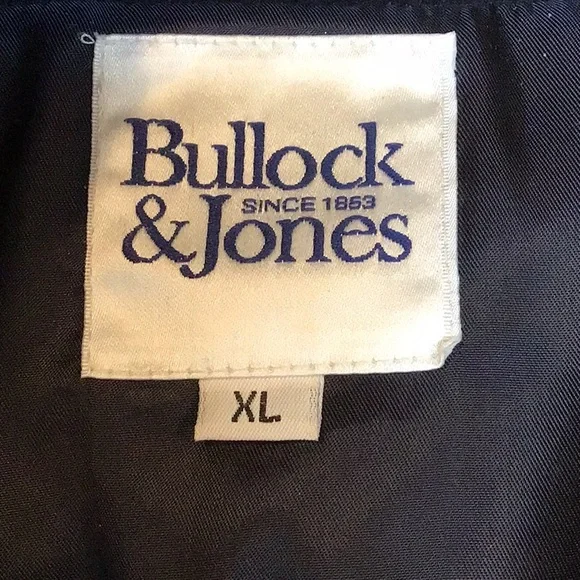 Bullock
SINCE 1853
& Jones
XL